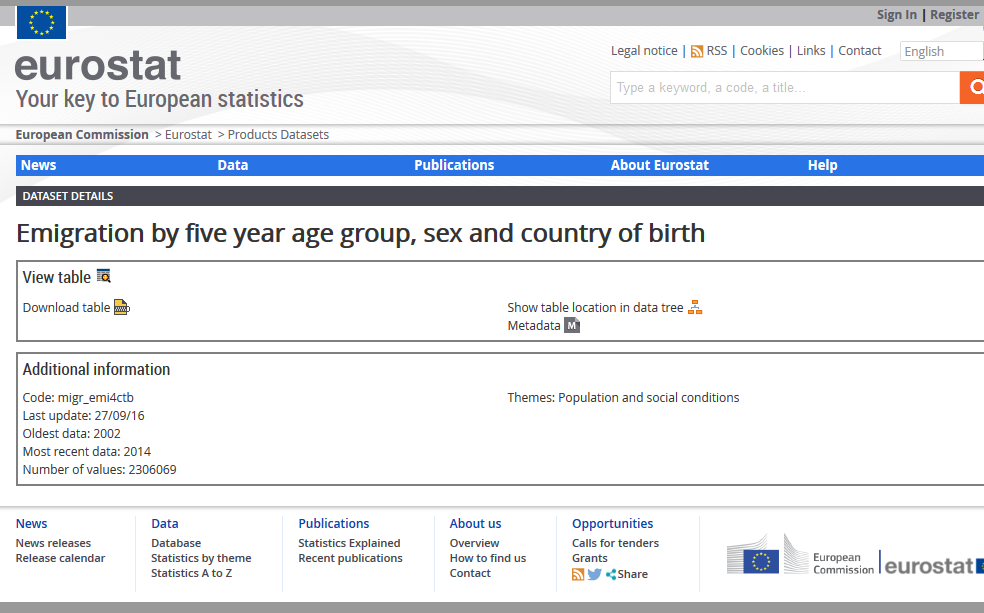 Sign In | Register
eurostat
Your key to European statistics
Legal notice | RSS | Cookies | Links | Contact
English
Type a keyword, a code, a title...
European Commission > Eurostat > Products Datasets
News Data Publications About Eurostat Help
DATASET DETAILS
Emigration by five year age group, sex and country of birth
View table
Download table
Show table location in data tree
Metadata M
Additional information
Code: migr_emi4ctb
Last update: 27/09/16
Oldest data: 2002
Most recent data: 2014
Number of values: 2306069
Themes: Population and social conditions
News
News releases
Release calendar
Data
Database
Statistics by theme
Statistics A to Z
Publications
Statistics Explained
Recent publications
About us
Overview
How to find us
Contact
Opportunities
Calls for tenders
Grants
Share
European
Commission
eurostat